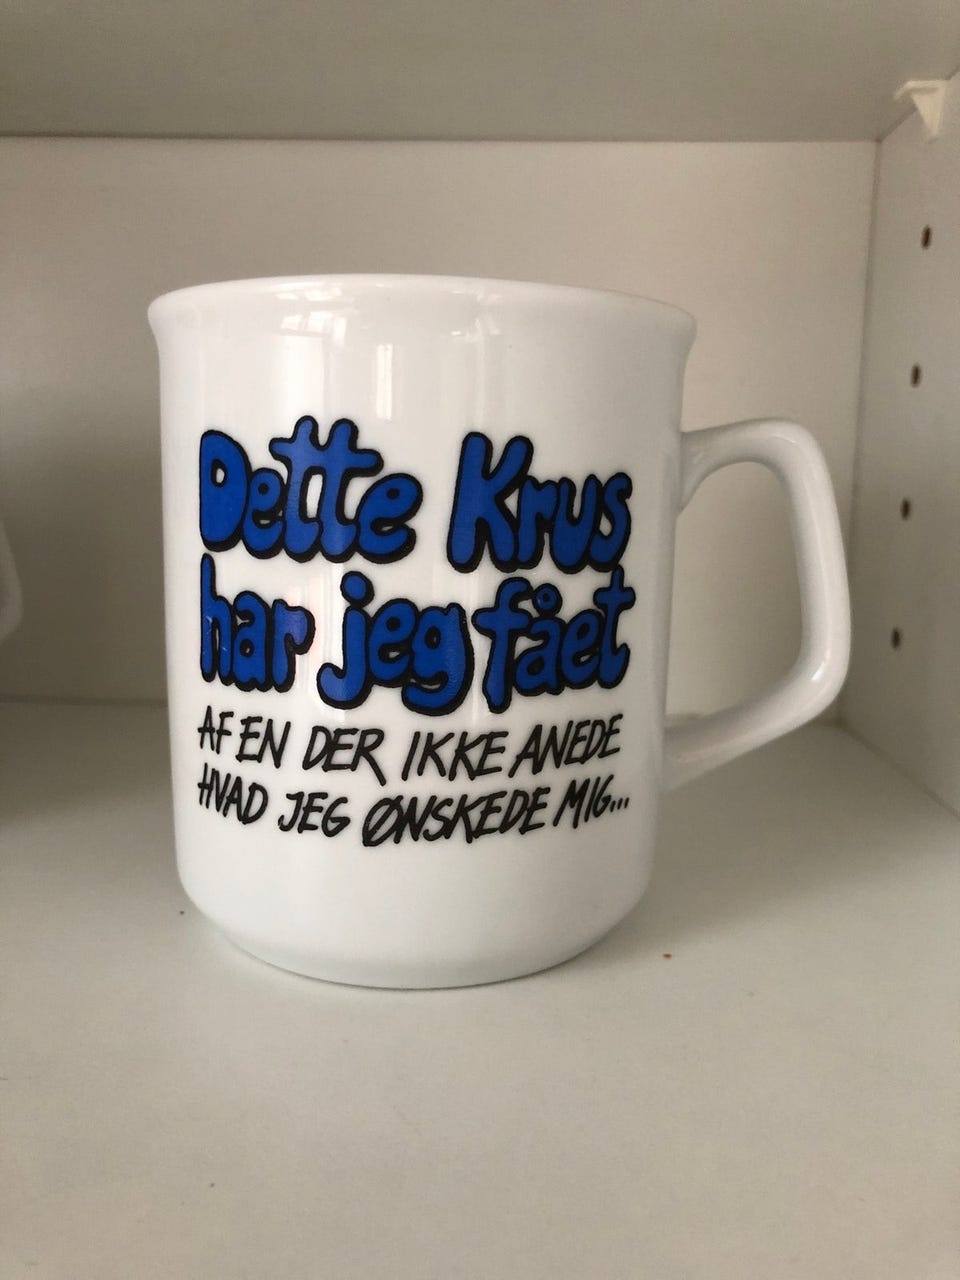 Dette Krus
har jeg fået
AF EN DER IKKE ANEDE
HVAD JEG ØNSKEDE MIG...